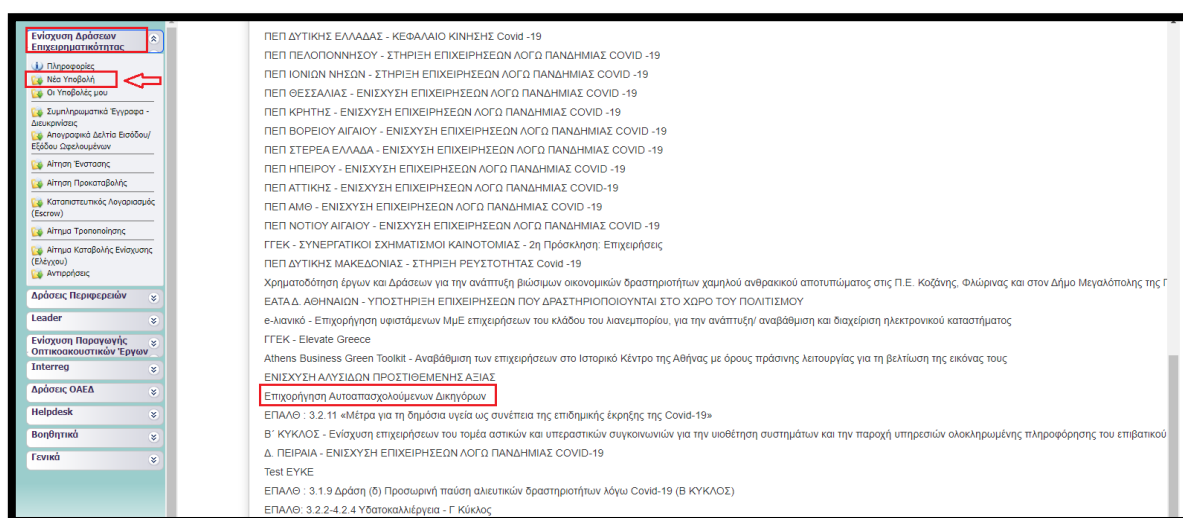 Ενίσχυση Δράσεων
Επιχειρηματικότητας
Πληροφορίες
Νέα Υποβολή
Οι Υποβολές μου
Συμπληρωματικά Έγγραφα -
Διευκρινίσεις
Απογραφικά Δελτία Εισόδου/
Εξόδου Ωφελουμένων
Αίτηση Ένστασης
Αίτηση Προκαταβολής
Καταπιστευτικός Λογαριασμός
(Escrow)
Αίτημα Τροποποίησης
Αίτημα Καταβολής Ενίσχυσης
(Ελέγχου)
Αντιρρήσεις
Δράσεις Περιφερειών
Leader
Ενίσχυση Παραγωγής
Οπτικοακουστικών Έργων
Interreg
Δράσεις ΟΑΕΔ
Helpdesk
Βοηθητικά
Γενικά
ΠΕΠ ΔΥΤΙΚΗΣ ΕΛΛΑΔΑΣ - ΚΕΦΑΛΑΙΟ ΚΙΝΗΣΗΣ Covid -19
ΠΕΠ ΠΕΛΟΠΟΝΝΗΣΟΥ - ΣΤΗΡΙΞΗ ΕΠΙΧΕΙΡΗΣΕΩΝ ΛΟΓΩ ΠΑΝΔΗΜΙΑΣ COVID -19
ΠΕΠ ΙΟΝΙΩΝ ΝΗΣΩΝ - ΣΤΗΡΙΞΗ ΕΠΙΧΕΙΡΗΣΕΩΝ ΛΟΓΩ ΠΑΝΔΗΜΙΑΣ COVID -19
ΠΕΠ ΘΕΣΣΑΛΙΑΣ - ΕΝΙΣΧΥΣΗ ΕΠΙΧΕΙΡΗΣΕΩΝ ΛΟΓΩ ΠΑΝΔΗΜΙΑΣ COVID -19
ΠΕΠ ΚΡΗΤΗΣ - ΕΝΙΣΧΥΣΗ ΕΠΙΧΕΙΡΗΣΕΩΝ ΛΟΓΩ ΠΑΝΔΗΜΙΑΣ COVID -19
ΠΕΠ ΒΟΡΕΙΟΥ ΑΙΓΑΙΟΥ - ΕΝΙΣΧΥΣΗ ΕΠΙΧΕΙΡΗΣΕΩΝ ΛΟΓΩ ΠΑΝΔΗΜΙΑΣ COVID -19
ΠΕΠ ΣΤΕΡΕΑ ΕΛΛΑΔΑ - ΕΝΙΣΧΥΣΗ ΕΠΙΧΕΙΡΗΣΕΩΝ ΛΟΓΩ ΠΑΝΔΗΜΙΑΣ COVID -19
ΠΕΠ ΗΠΕΙΡΟΥ - ΕΝΙΣΧΥΣΗ ΕΠΙΧΕΙΡΗΣΕΩΝ ΛΟΓΩ ΠΑΝΔΗΜΙΑΣ COVID -19
ΠΕΠ ΑΤΤΙΚΗΣ - ΕΝΙΣΧΥΣΗ ΕΠΙΧΕΙΡΗΣΕΩΝ ΛΟΓΩ ΠΑΝΔΗΜΙΑΣ COVID-19
ΠΕΠ ΑΜΘ - ΕΝΙΣΧΥΣΗ ΕΠΙΧΕΙΡΗΣΕΩΝ ΛΟΓΩ ΠΑΝΔΗΜΙΑΣ COVID -19
ΠΕΠ ΝΟΤΙΟΥ ΑΙΓΑΙΟΥ - ΕΝΙΣΧΥΣΗ ΕΠΙΧΕΙΡΗΣΕΩΝ ΛΟΓΩ ΠΑΝΔΗΜΙΑΣ COVID -19
ΓΓΕΚ - ΣΥΝΕΡΓΑΤΙΚΟΙ ΣΧΗΜΑΤΙΣΜΟΙ ΚΑΙΝΟΤΟΜΙΑΣ - 2η Πρόσκληση: Επιχειρήσεις
ΠΕΠ ΔΥΤΙΚΗΣ ΜΑΚΕΔΟΝΙΑΣ - ΣΤΗΡΙΞΗ ΡΕΥΣΤΟΤΗΤΑΣ Covid -19
Χρηματοδότηση έργων και Δράσεων για την ανάπτυξη βιώσιμων οικονομικών δραστηριοτήτων χαμηλού ανθρακικού αποτυπώματος στις Π.Ε. Κοζάνης, Φλώρινας και στον Δήμο Μεγαλόπολης της
ΕΑΤΑ Δ. ΑΘΗΝΑΙΩΝ - ΥΠΟΣΤΗΡΙΞΗ ΕΠΙΧΕΙΡΗΣΕΩΝ ΠΟΥ ΔΡΑΣΤΗΡΙΟΠΟΙΟΥΝΤΑΙ ΣΤΟ ΧΩΡΟ ΤΟΥ ΠΟΛΙΤΙΣΜΟΥ
e-λιανικό - Επιχορήγηση υφιστάμενων ΜμΕ επιχειρήσεων του κλάδου του λιανεμπορίου, για την ανάπτυξη/ αναβάθμιση και διαχείριση ηλεκτρονικού καταστήματος
ΓΓΕΚ - Elevate Greece
Athens Business Green Toolkit - Αναβάθμιση των επιχειρήσεων στο Ιστορικό Κέντρο της Αθήνας με όρους πράσινης λειτουργίας για τη βελτίωση της εικόνας τους
ΕΝΙΣΧΥΣΗ ΑΛΥΣΙΔΩΝ ΠΡΟΣΤΙΘΕΜΕΝΗΣ ΑΞΙΑΣ
Επιχορήγηση Αυτοαπασχολούμενων Δικηγόρων
ΕΠΑΛΘ : 3.2.11 «Μέτρα για τη δημόσια υγεία ως συνέπεια της επιδημικής έκρηξης της Covid-19»
Β΄ ΚΥΚΛΟΣ - Ενίσχυση επιχειρήσεων του τομέα αστικών και υπεραστικών συγκοινωνιών για την υιοθέτηση συστημάτων και την παροχή υπηρεσιών ολοκληρωμένης πληροφόρησης του επιβατικού
Δ. ΠΕΙΡΑΙΑ - ΕΝΙΣΧΥΣΗ ΕΠΙΧΕΙΡΗΣΕΩΝ ΛΟΓΩ ΠΑΝΔΗΜΙΑΣ COVID-19
Test ΕΥΚΕ
ΕΠΑΛΘ : 3.1.9 Δράση (δ) Προσωρινή παύση αλιευτικών δραστηριοτήτων λόγω Covid-19 (Β ΚΥΚΛΟΣ)
ΕΠΑΛΘ: 3.2.2-4.2.4 Υδατοκαλλιέργεια - Γ Κύκλος